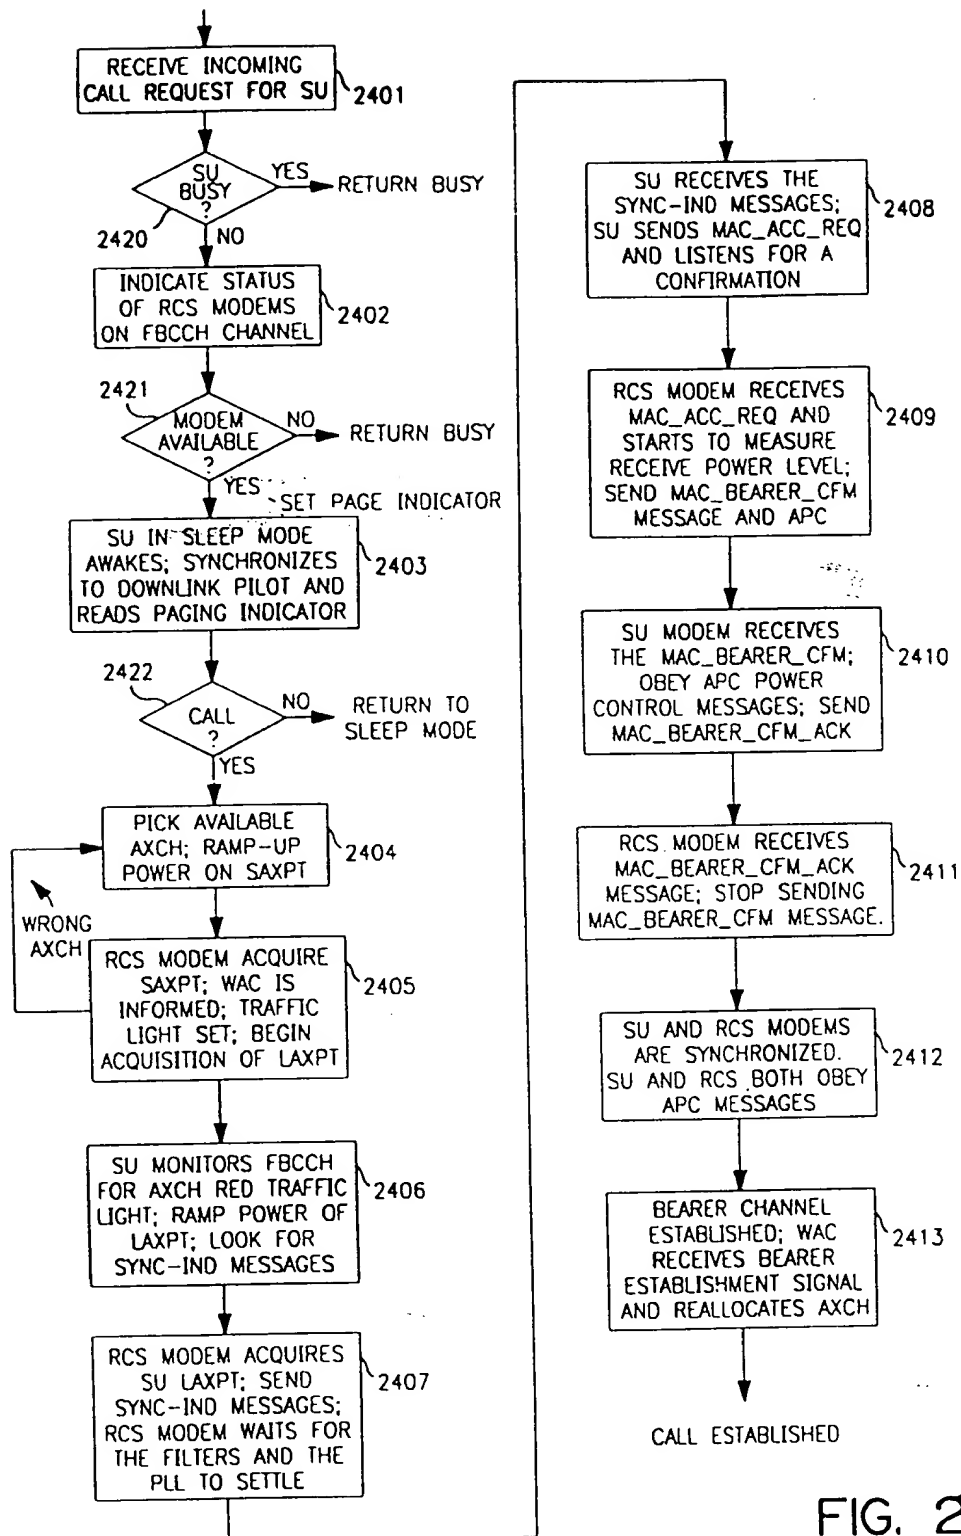 RECEIVE INCOMING
CALL REQUEST FOR SU
2401
SU
BUSY
?
YES
RETURN BUSY
2420
NO
INDICATE STATUS
OF RCS MODEMS
ON FBCCH CHANNEL
2402
2421
MODEM
AVAILABLE
?
NO
RETURN BUSY
YES
SET PAGE INDICATOR
SU IN SLEEP MODE
AWAKES; SYNCHRONIZES
TO DOWNLINK PILOT AND
READS PAGING INDICATOR
2403
2422
CALL
?
NO
RETURN TO
SLEEP MODE
YES
PICK AVAILABLE
AXCH; RAMP-UP
POWER ON SAXPT
2404
WRONG
AXCH
RCS MODEM ACQUIRE
SAXPT; WAC IS
INFORMED; TRAFFIC
LIGHT SET; BEGIN
ACQUISITION OF LAXPT
2405
SU MONITORS FBCCH
FOR AXCH RED TRAFFIC
LIGHT; RAMP POWER OF
LAXPT; LOOK FOR
SYNC-IND MESSAGES
2406
RCS MODEM ACQUIRES
SU LAXPT; SEND
SYNC-IND MESSAGES;
RCS MODEM WAITS FOR
THE FILTERS AND THE
PLL TO SETTLE
2407
SU RECEIVES THE
SYNC-IND MESSAGES;
SU SENDS MAC_ACC_REQ
AND LISTENS FOR A
CONFIRMATION
2408
RCS MODEM RECEIVES
MAC_ACC_REQ AND
STARTS TO MEASURE
RECEIVE POWER LEVEL;
SEND MAC_BEARER_CFM
MESSAGE AND APC
2409
SU MODEM RECEIVES
THE MAC_BEARER_CFM;
OBEY APC POWER
CONTROL MESSAGES; SEND
MAC_BEARER_CFM_ACK
2410
RCS MODEM RECEIVES
MAC_BEARER_CFM_ACK
MESSAGE; STOP SENDING
MAC_BEARER_CFM MESSAGE.
2411
SU AND RCS MODEMS
ARE SYNCHRONIZED.
SU AND RCS BOTH OBEY
APC MESSAGES
2412
BEARER CHANNEL
ESTABLISHED; WAC
RECEIVES BEARER
ESTABLISHMENT SIGNAL
AND REALLOCATES AXCH
2413
CALL ESTABLISHED
FIG. 2